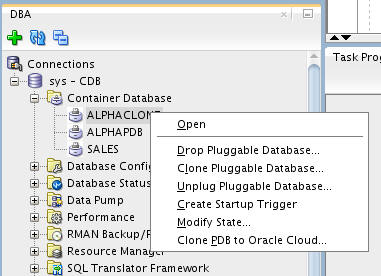 DBA
Connections
sys - CDB
Container Database
ALPHACLONE
ALPHAPDB
SALES
Database Config
Database Status
Data Pump
Performance
RMAN Backup/
Resource Manager
SQL Translator Framework
Task Prog
Open
Drop Pluggable Database...
Clone Pluggable Database...
Unplug Pluggable Database...
Create Startup Trigger
Modify State...
Clone PDB to Oracle Cloud...